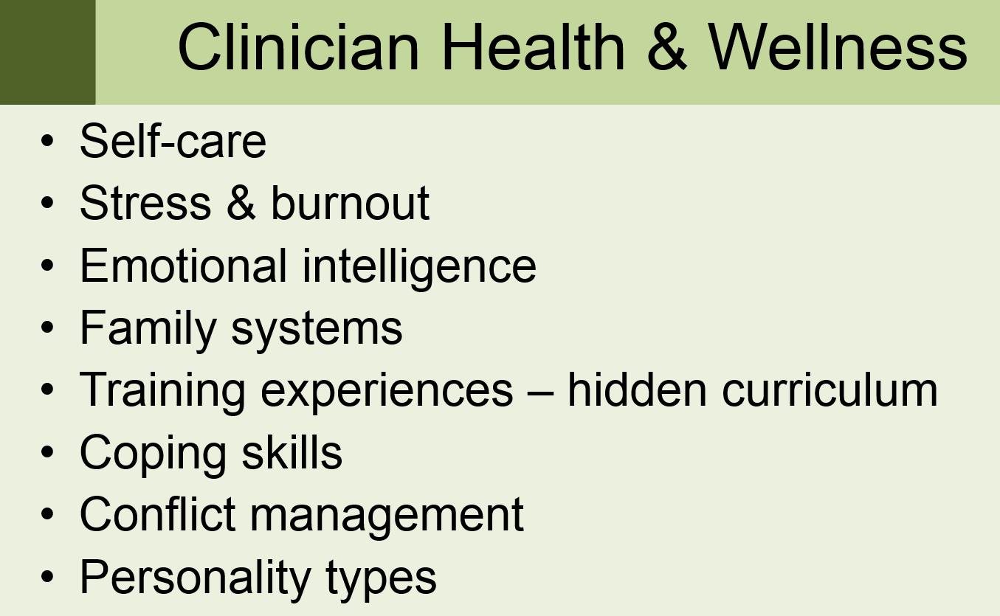 Clinician Health & Wellness
• Self-care
• Stress & burnout
• Emotional intelligence
• Family systems
• Training experiences – hidden curriculum
• Coping skills
• Conflict management
• Personality types